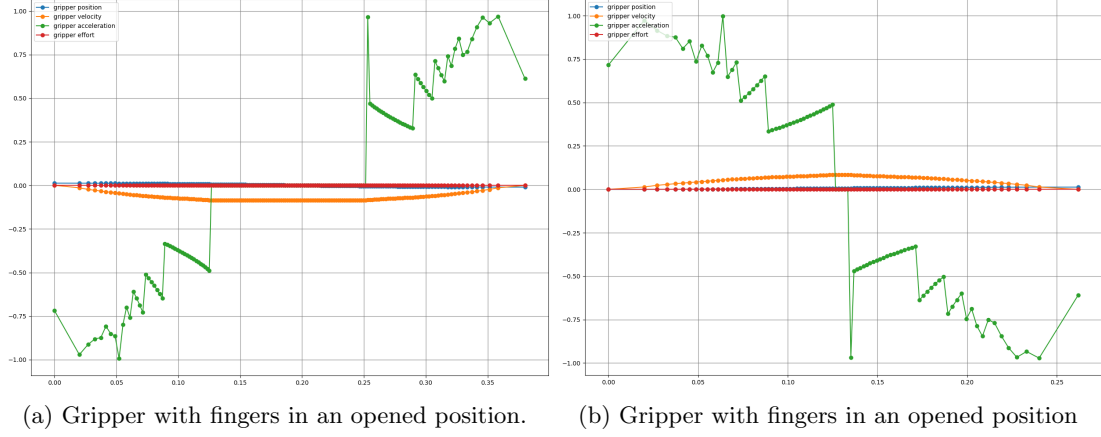 gripper position
gripper velocity
gripper acceleration
gripper effort
1.00
0.75
0.50
0.25
0.00
−0.25
−0.50
−0.75
−1.00
0.00 0.05 0.10 0.15 0.20 0.25 0.30 0.35
gripper position
gripper velocity
gripper acceleration
gripper effort
1.00
0.75
0.50
0.25
0.00
−0.25
−0.50
−0.75
−1.00
0.00 0.05 0.10 0.15 0.20 0.25
(a) Gripper with fingers in an opened position.
(b) Gripper with fingers in an opened position